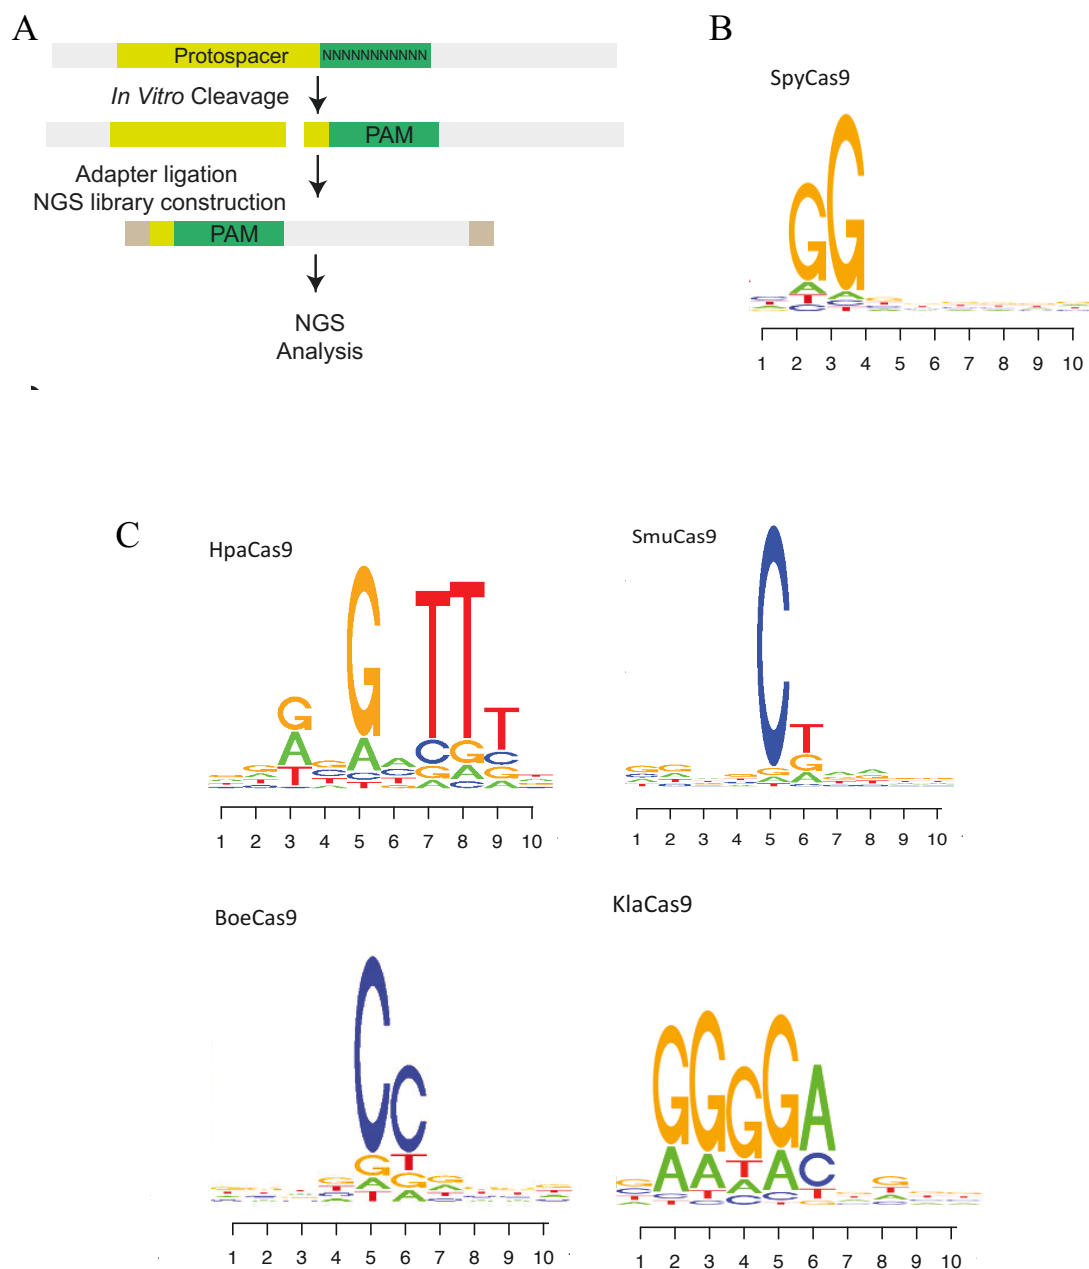 A
Protospacer
NNNNNNNNNNN
In Vitro Cleavage
PAM
Adapter ligation
NGS library construction
PAM
NGS
Analysis
B
SpyCas9
1 2 3 4 5 6 7 8 9 10
C
HpaCas9
1 2 3 4 5 6 7 8 9 10
SmuCas9
1 2 3 4 5 6 7 8 9 10
BoeCas9
1 2 3 4 5 6 7 8 9 10
KlaCas9
1 2 3 4 5 6 7 8 9 10